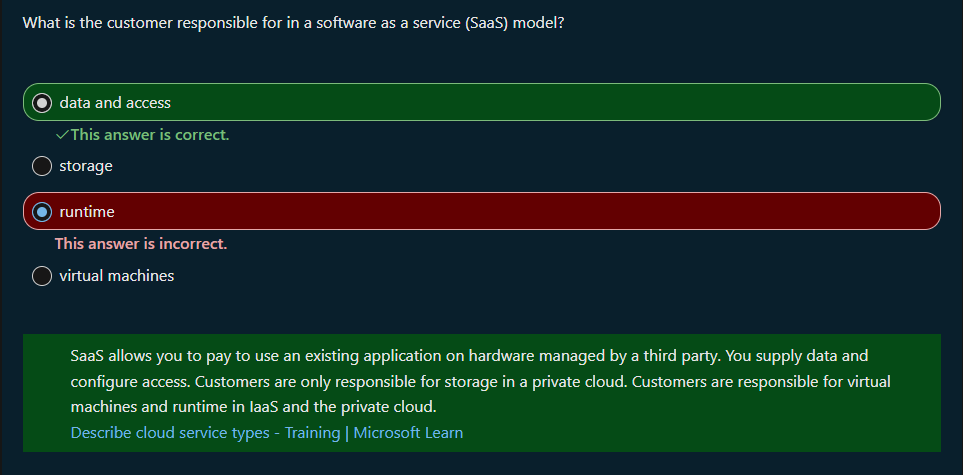 What is the customer responsible for in a software as a service (SaaS) model?
data and access
This answer is correct.
storage
runtime
This answer is incorrect.
virtual machines
SaaS allows you to pay to use an existing application on hardware managed by a third party. You supply data and
configure access. Customers are only responsible for storage in a private cloud. Customers are responsible for virtual
machines and runtime in IaaS and the private cloud.
Describe cloud service types - Training | Microsoft Learn